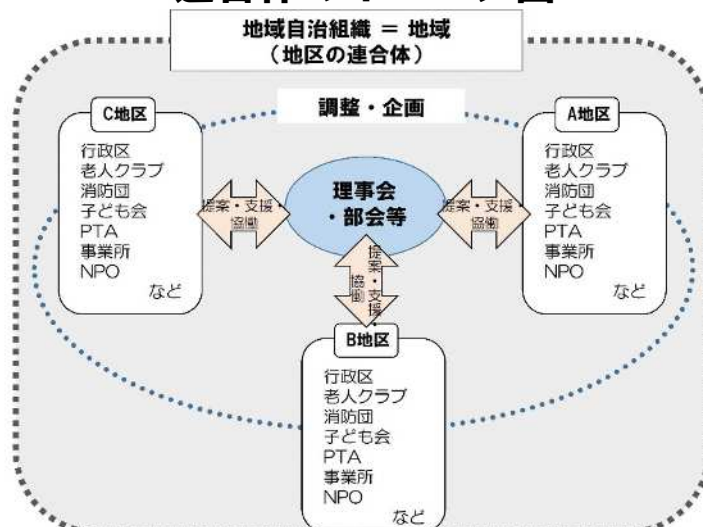 地域自治組織 = 地域
（地区の連合体）
調整・企画
C地区
行政区
老人クラブ
消防団
子ども会
PTA
事業所
NPO
など
提案・支援・
協働
理事会
・部会等
提案・支援・
協働
A地区
行政区
老人クラブ
消防団
子ども会
PTA
事業所
NPO
など
提案・支援・
協働
B地区
行政区
老人クラブ
消防団
子ども会
PTA
事業所
NPO
など